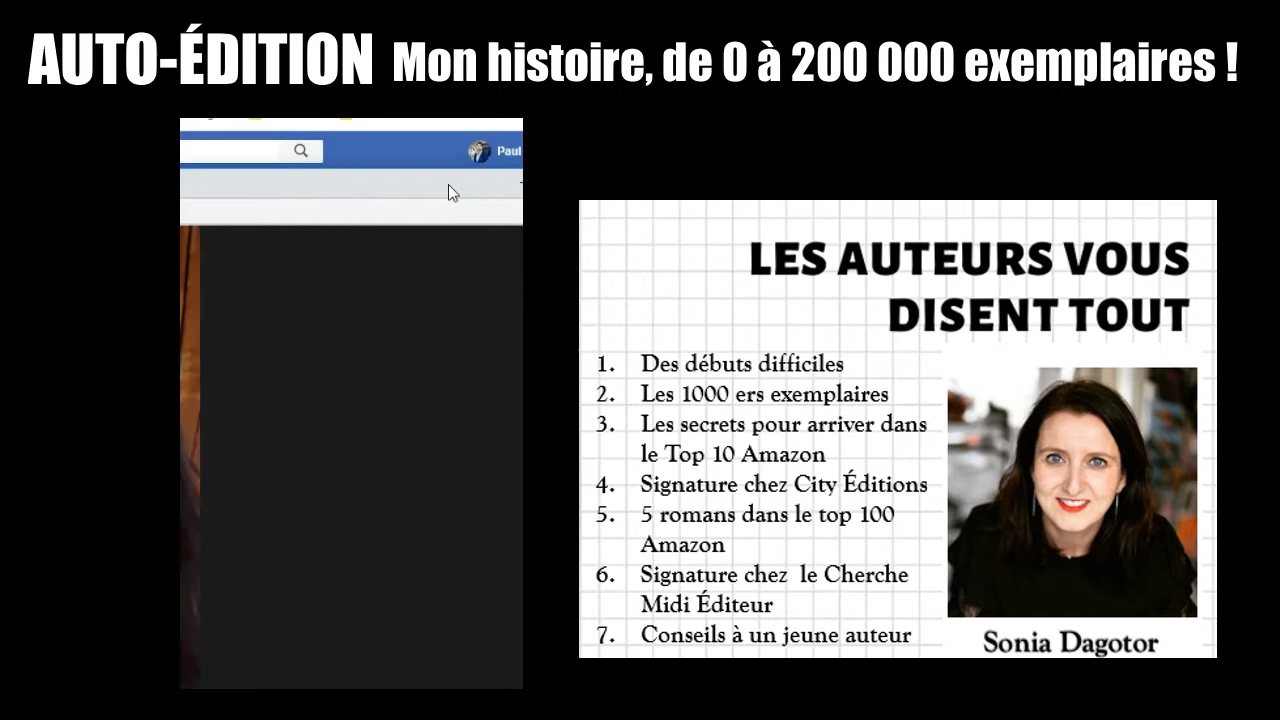 AUTO-ÉDITION Mon histoire, de 0 à 200 000 exemplaires !
Paul
LES AUTEURS VOUS
DISENT TOUT
1. Des débuts difficiles
2. Les 1000 ers exemplaires
3. Les secrets pour arriver dans
le Top 10 Amazon
4. Signature chez City Éditions
5. 5 romans dans le top 100
Amazon
6. Signature chez le Cherche
Midi Éditeur
7. Conseils à un jeune auteur
Sonia Dagotor